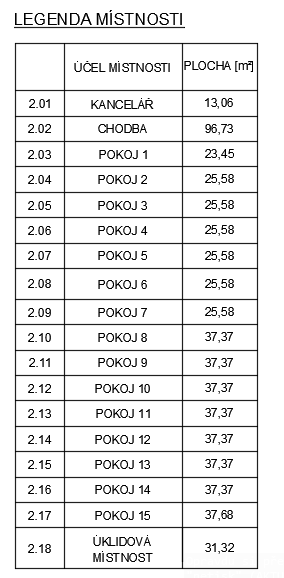 LEGENDA MÍSTNOSTI
ÚČEL MÍSTNOSTI PLOCHA [m²]
2.01 KANCELÁŘ 13,06
2.02 CHODBA 96,73
2.03 POKOJ 1 23,45
2.04 POKOJ 2 25,58
2.05 POKOJ 3 25,58
2.06 POKOJ 4 25,58
2.07 POKOJ 5 25,58
2.08 POKOJ 6 25,58
2.09 POKOJ 7 25,58
2.10 POKOJ 8 37,37
2.11 POKOJ 9 37,37
2.12 POKOJ 10 37,37
2.13 POKOJ 11 37,37
2.14 POKOJ 12 37,37
2.15 POKOJ 13 37,37
2.16 POKOJ 14 37,37
2.17 POKOJ 15 37,68
2.18 ÚKLIDOVÁ MÍSTNOST 31,32